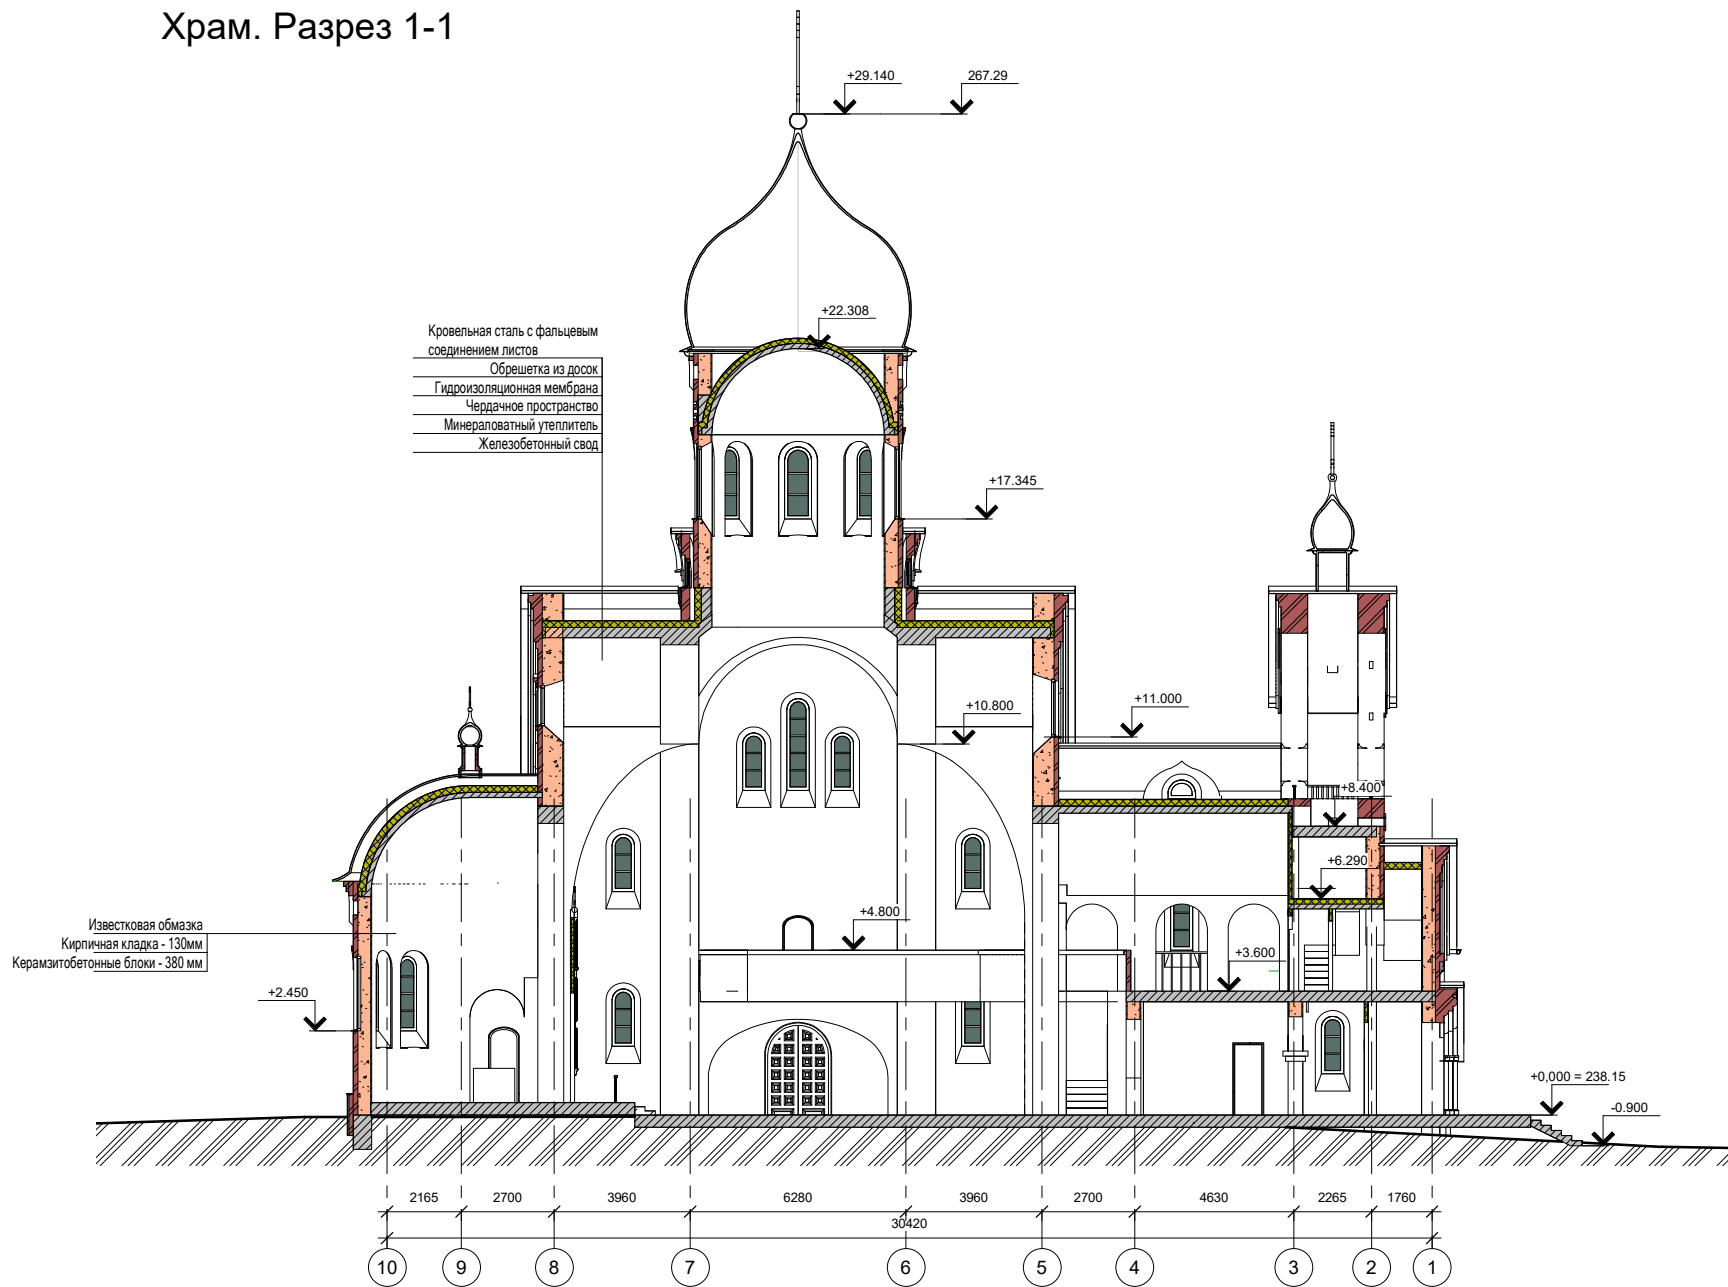 Храм. Разрез 1-1
+29.140
267.29
+22.308
Кровельная сталь с фальцевым
соединением листов
Обрешетка из досок
Гидроизоляционная мембрана
Чердачное пространство
Минераловатный утеплитель
Железобетонный свод
+17.345
+10.800
+11.000
+8.400
+6.290
+4.800
+3.600
Известковая обмазка
Кирпичная кладка - 130мм
Керамзитобетонные блоки - 380 мм
+2.450
+0,000 = 238.15
-0.900
2165
2700
3960
6280
3960
2700
4630
2265
1760
30420
10
9
8
7
6
5
4
3
2
1